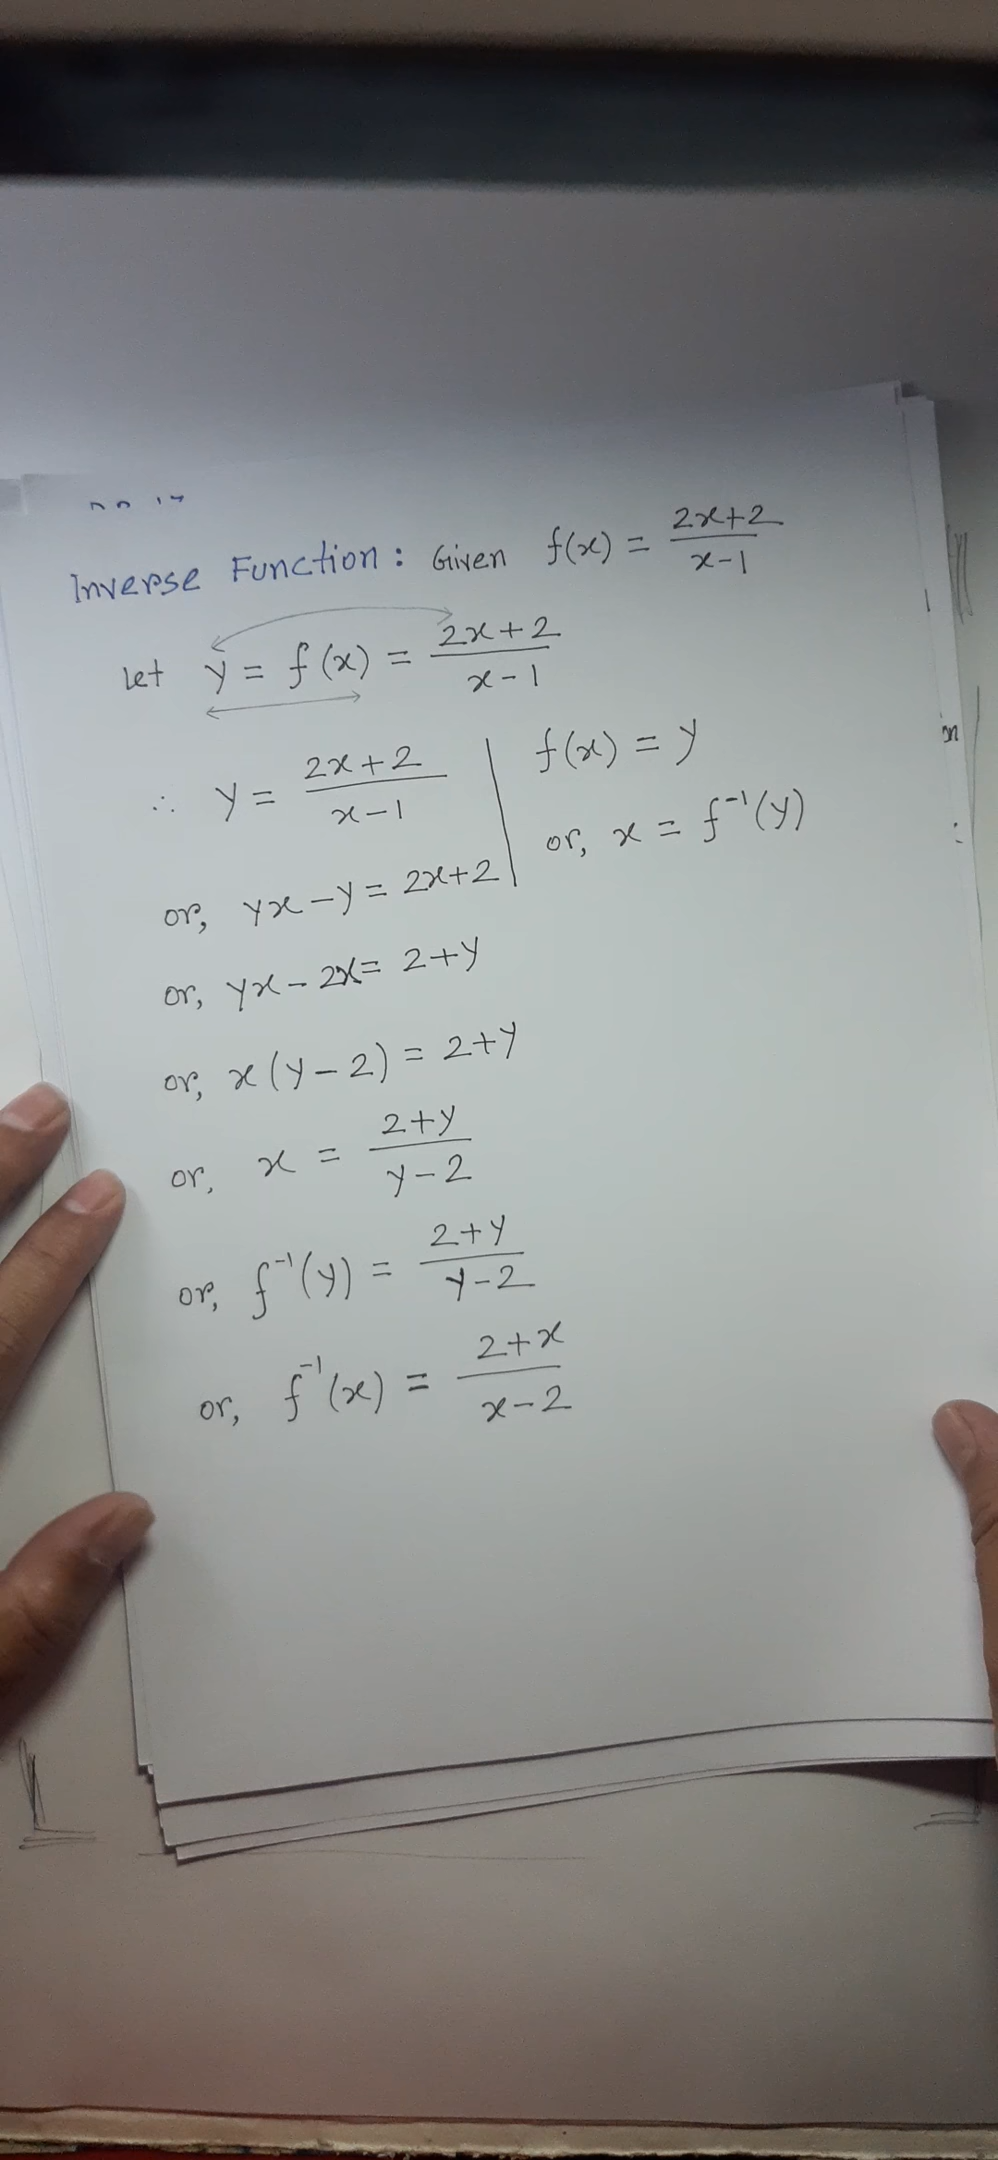 Inverse Function: Given f(x) = (2x+2)/(x-1)
Let y = f(x) = (2x+2)/(x-1)
∴ y = (2x+2)/(x-1) | f(x) = y
or, x = f⁻¹(y)
or, yx - y = 2x+2
or, yx - 2x = 2+y
or, x(y-2) = 2+y
or, x = (2+y)/(y-2)
or, f⁻¹(y) = (2+y)/(y-2)
or, f⁻¹(x) = (2+x)/(x-2)